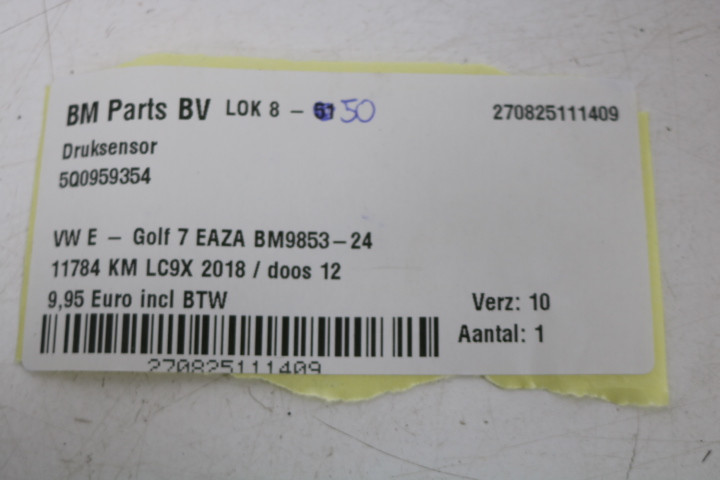 BM Parts BV LOK 8 - 50 270825111409
Druksensor
5Q0959354
VW E - Golf 7 EAZA BM9853-24
11784 KM LC9X 2018 / doos 12
9,95 Euro incl BTW Verz: 10
Aantal: 1
270825111409